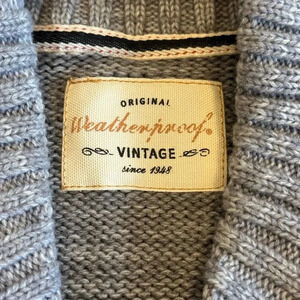 ORIGINAL
Weatherproof®
VINTAGE
since 1948